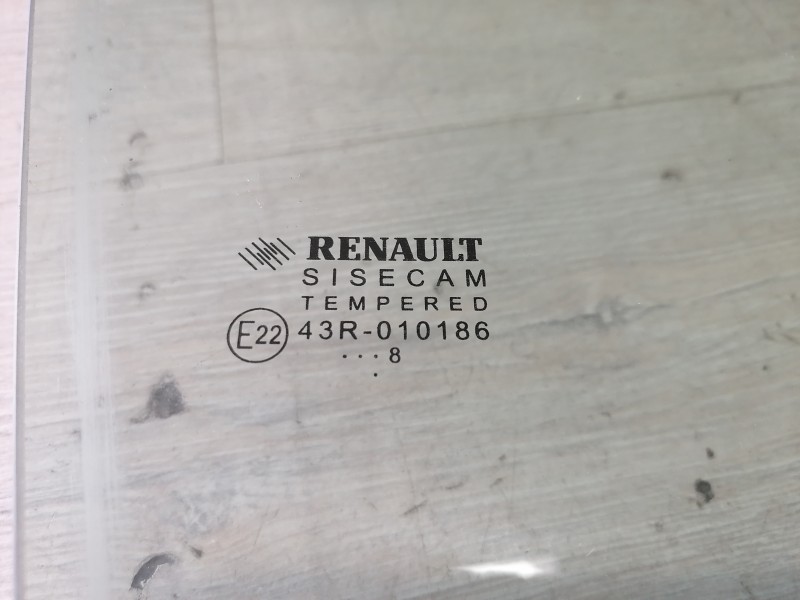 RENAULT
SISECAM
TEMPERED
E22 43R-010186
...8
.